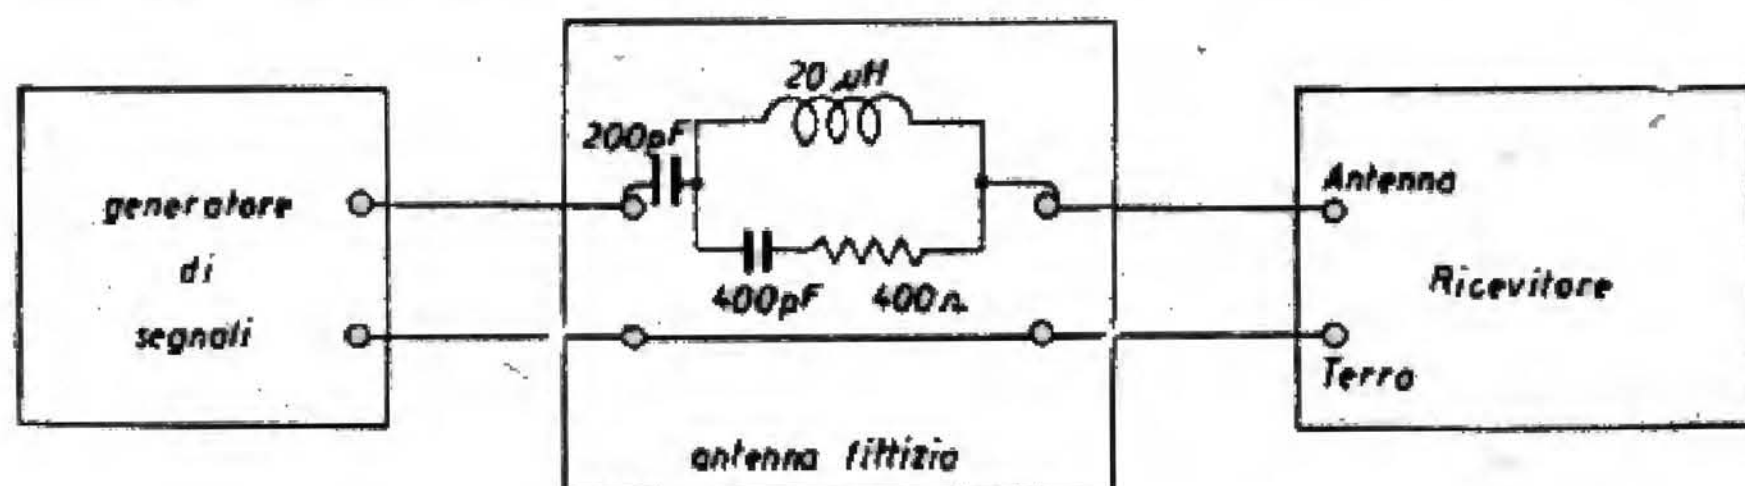 20 µH
200pF
generatore
di
segnali
400pF
400Ω
antenna fittizia
Antenna
Ricevitore
Terra